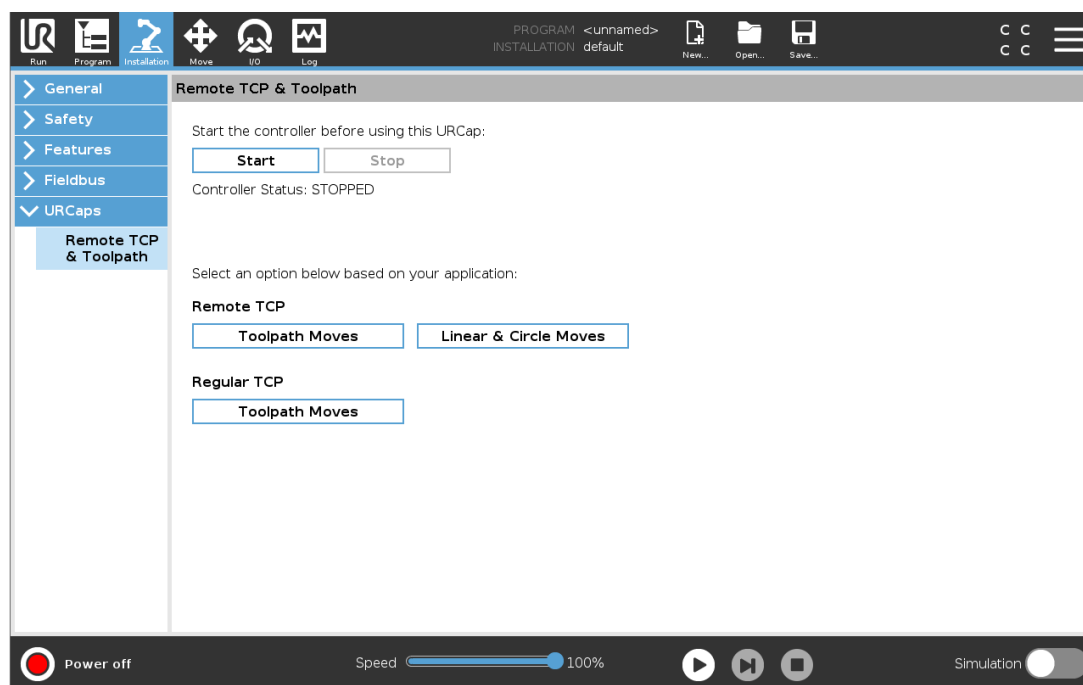 UR
PROGRAM <unnamed>
INSTALLATION default
C C
C C
Run Program Installation Move I/O Log New... Open... Save...
General
Safety
Features
Fieldbus
URCaps
Remote TCP
& Toolpath
Remote TCP & Toolpath
Start the controller before using this URCap:
Start Stop
Controller Status: STOPPED
Select an option below based on your application:
Remote TCP
Toolpath Moves Linear & Circle Moves
Regular TCP
Toolpath Moves
Power off Speed 100% Simulation